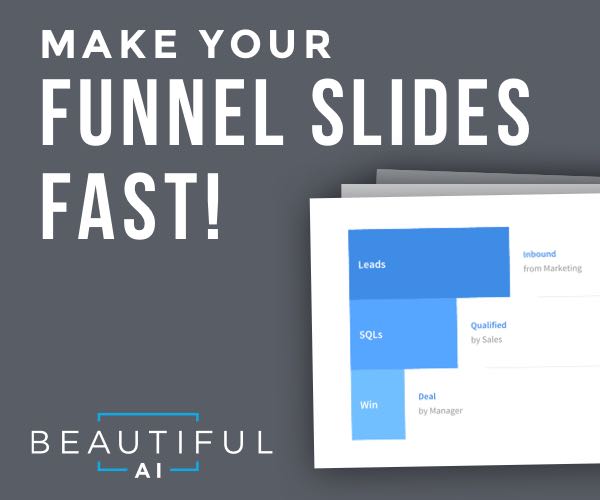 MAKE YOUR
FUNNEL SLIDES
FAST!
Leads
Inbound
from Marketing
SQLs
Qualified
by Sales
Win
Deal
by Manager
BEAUTIFUL
AI